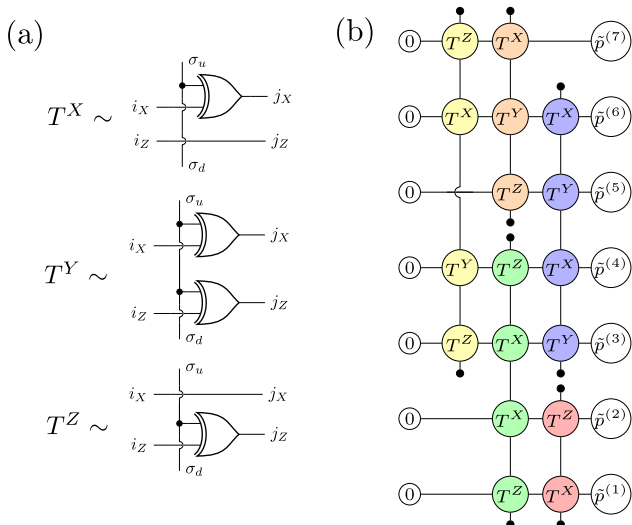 (a)
σ_u
T^X ∼ i_X j_X
i_Z j_Z
σ_d
σ_u
i_X j_X
T^Y ∼
i_Z j_Z
σ_d
σ_u
i_X j_X
T^Z ∼
i_Z j_Z
σ_d
(b)
0 T^Z T^X p̃^(7)
0 T^X T^Y T^X p̃^(6)
0 T^Z T^Y p̃^(5)
0 T^Y T^Z T^X p̃^(4)
0 T^Z T^X T^Y p̃^(3)
0 T^X T^Z p̃^(2)
0 T^Z T^X p̃^(1)